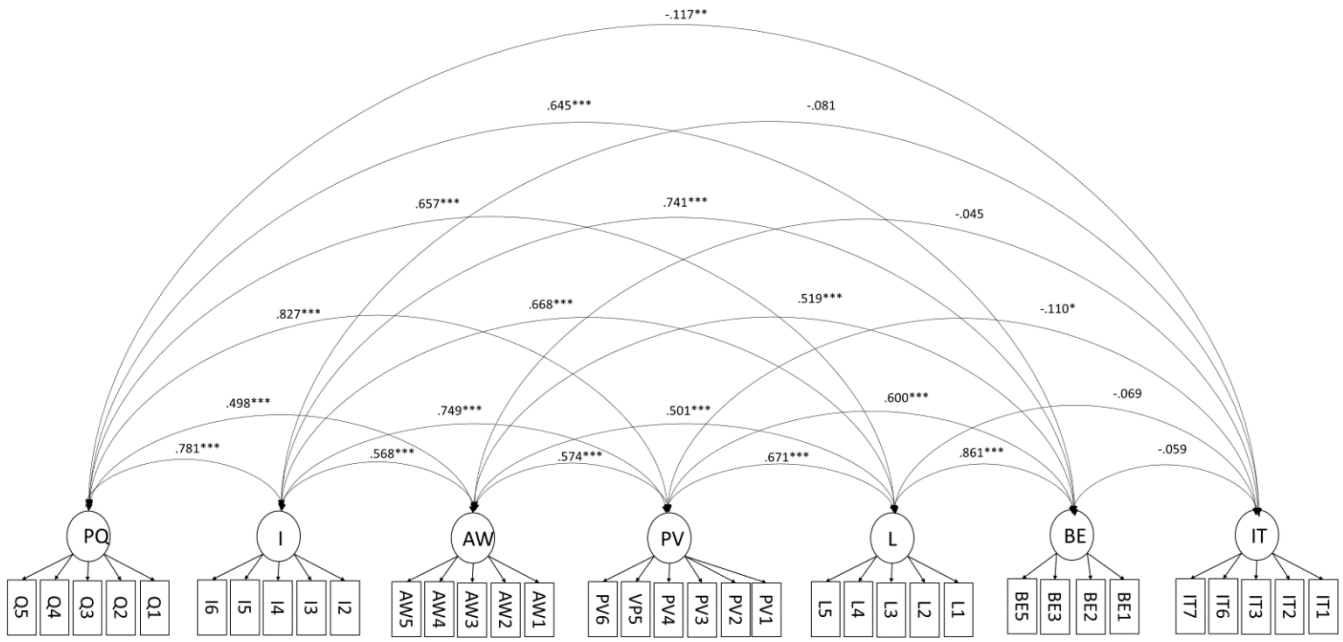 -.117**
.645***
-.081
.657***
.741***
-.045
.827***
.668***
.519***
-.110*
.498***
.749***
.501***
.600***
-.069
.781***
.568***
.574***
.671***
.861***
-.059
PQ
I
AW
PV
L
BE
IT
Q5
Q4
Q3
Q2
Q1
I6
I5
I4
I3
I2
AW5
AW4
AW3
AW2
AW1
PV6
VP5
PV4
PV3
PV2
PV1
L5
L4
L3
L2
L1
BE5
BE3
BE2
BE1
IT7
IT6
IT3
IT2
IT1